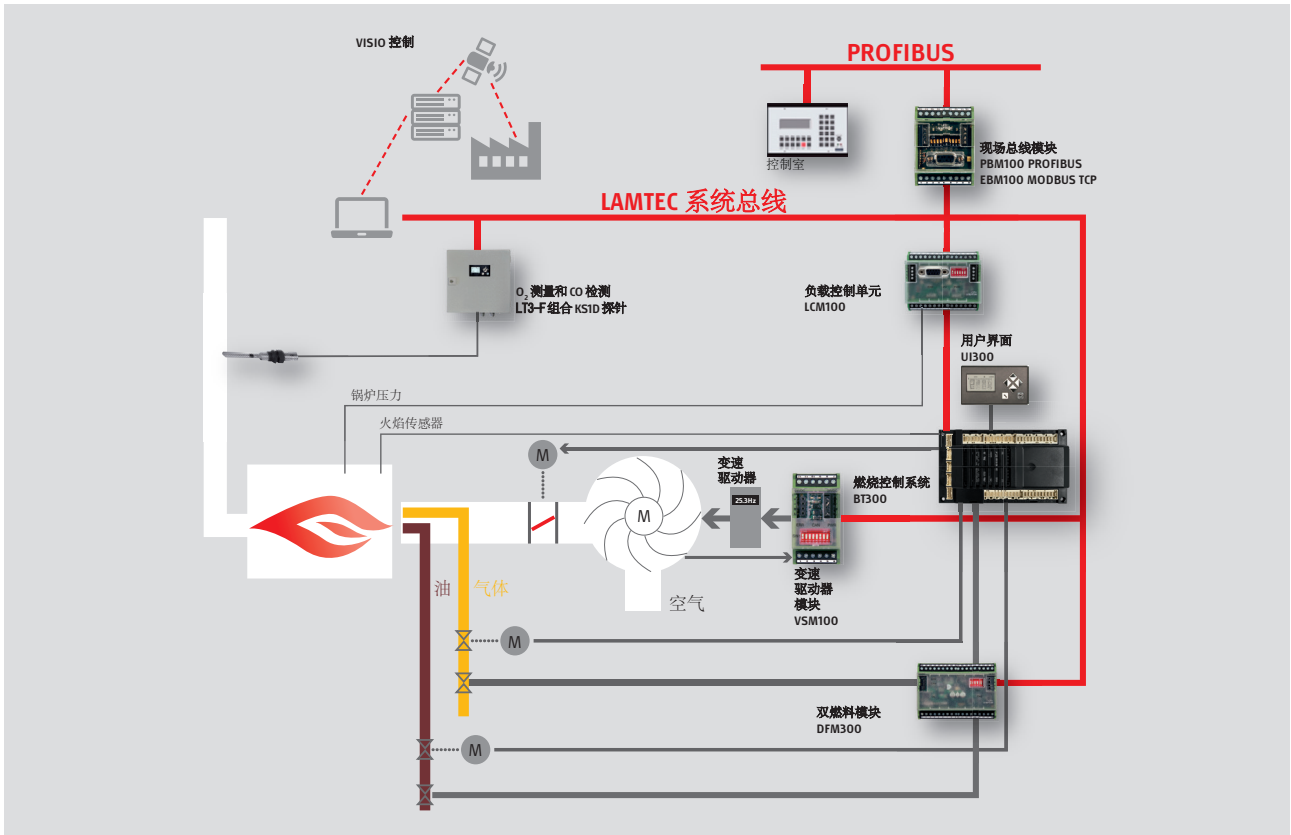 VISIO 控制
PROFIBUS
控制室
现场总线模块
PBM100 PROFIBUS
EBM100 MODBUS TCP
LAMTEC 系统总线
O₂ 测量和 CO 检测
LT3-F 组合 KS1D 探针
负载控制单元
LCM100
用户界面
UI300
锅炉压力
火焰传感器
M
变速
驱动器
25.3Hz
燃烧控制系统
BT300
M
油
气体
空气
变速
驱动器
模块
VSM100
M
双燃料模块
DFM300
M